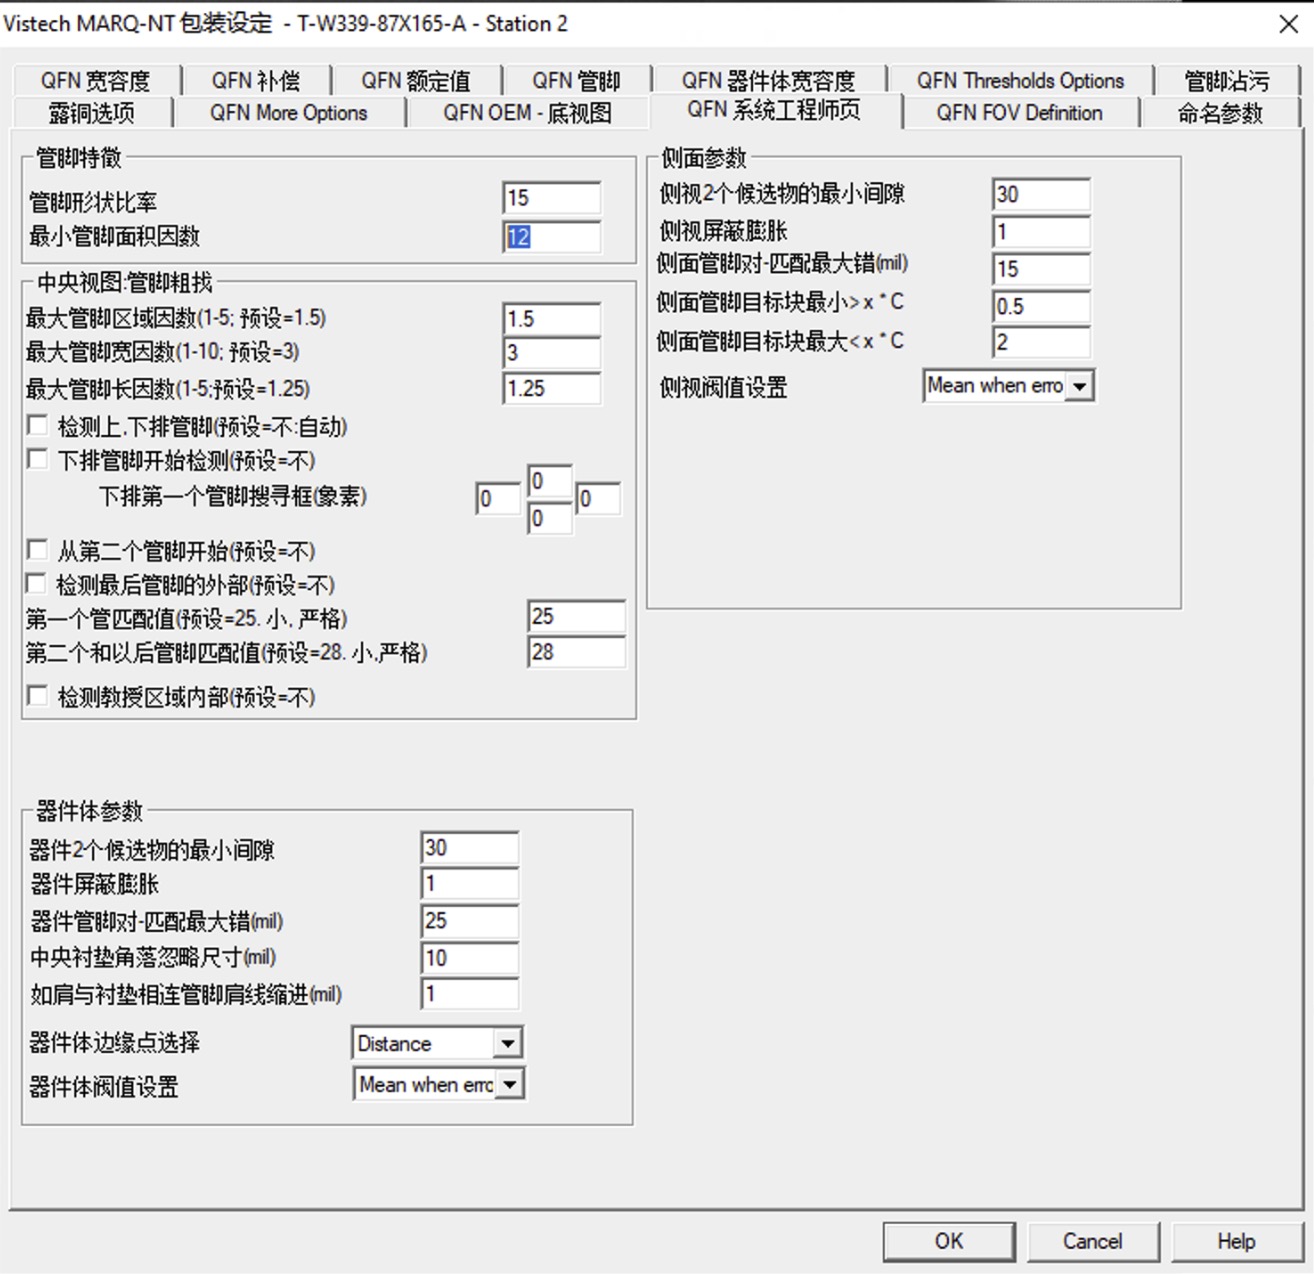 Vistech MARQ-NT 包装设定 - T-W339-87X165-A - Station 2
QFN 宽容度
QFN 补偿
QFN 额定值
QFN 管脚
QFN 器件体宽容度
QFN Thresholds Options
管脚沾污
露铜选项
QFN More Options
QFN OEM - 底视图
QFN 系统工程师页
QFN FOV Definition
命名参数
管脚特徵
管脚形状比率 15
最小管脚面积因数 12
中央视图:管脚粗找
最大管脚区域因数(1-5; 预设=1.5) 1.5
最大管脚宽因数(1-10; 预设=3) 3
最大管脚长因数(1-5;预设=1.25) 1.25
检测上,下排管脚(预设=不:自动)
下排管脚开始检测(预设=不)
下排第一个管脚搜寻框(象素) 0 0 0 0
从第二个管脚开始(预设=不)
检测最后管脚的外部(预设=不)
第一个管匹配值(预设=25. 小, 严格) 25
第二个和以后管脚匹配值(预设=28. 小,严格) 28
检测教授区域内部(预设=不)
器件体参数
器件2个候选物的最小间隙 30
器件屏蔽膨胀 1
器件管脚对-匹配最大错(mil) 25
中央衬垫角落忽略尺寸(mil) 10
如肩与衬垫相连管脚肩线缩进(mil) 1
器件体边缘点选择 Distance
器件体阀值设置 Mean when erro
侧面参数
侧视2个候选物的最小间隙 30
侧视屏蔽膨胀 1
侧面管脚对-匹配最大错(mil) 15
侧面管脚目标块最小> x * C 0.5
侧面管脚目标块最大< x * C 2
侧视阀值设置 Mean when erro
OK
Cancel
Help